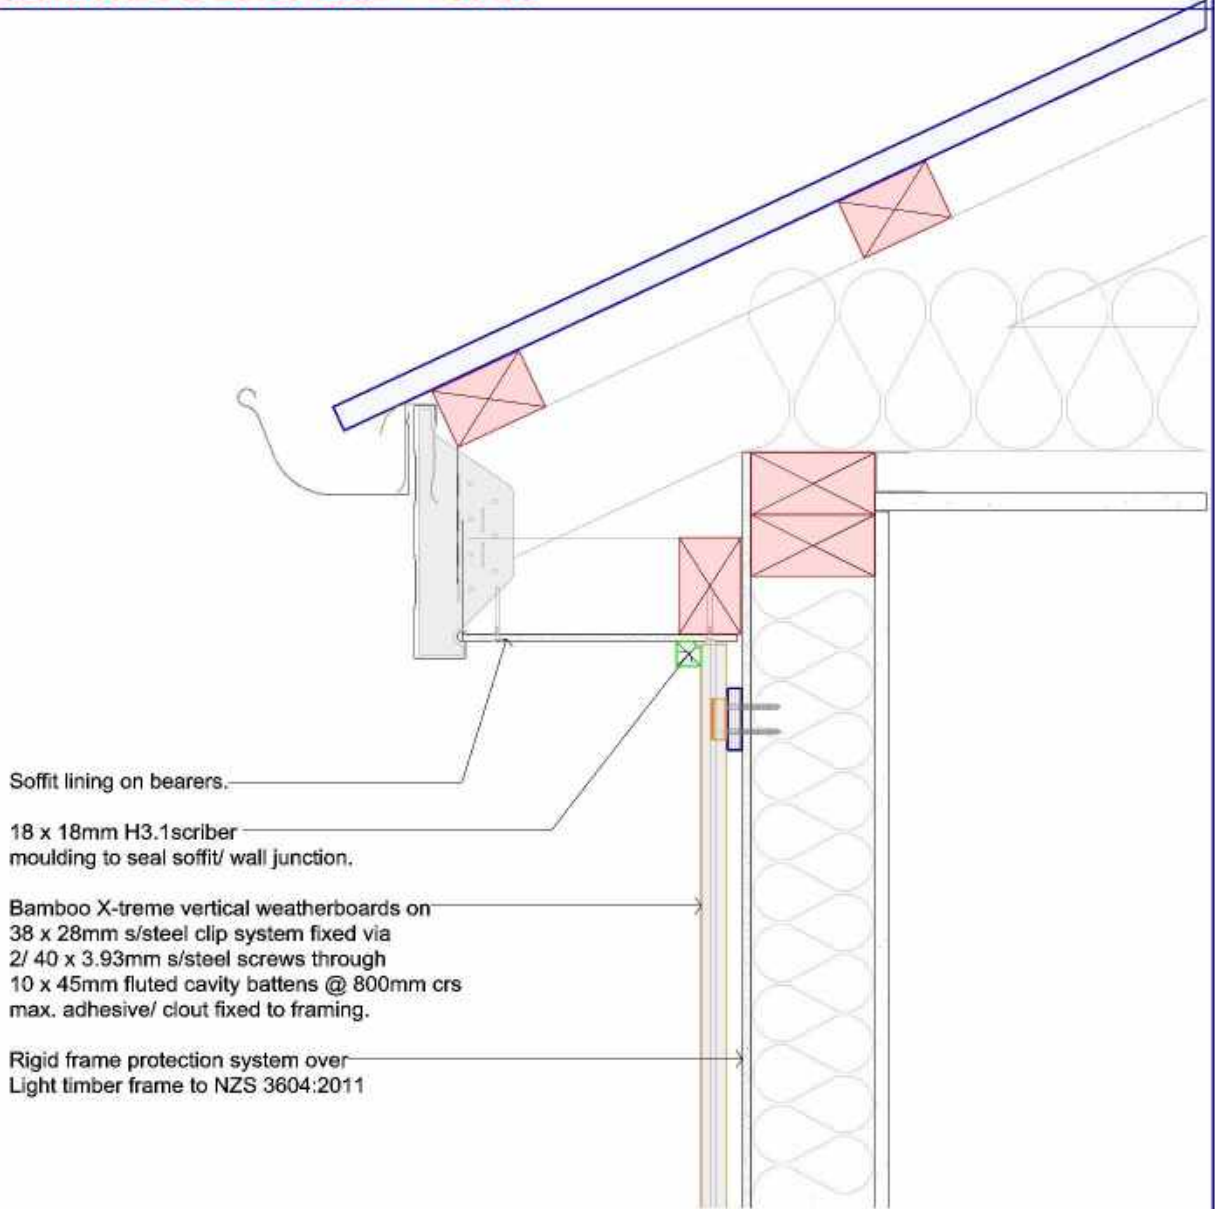 Soffit lining on bearers.
18 x 18mm H3.1scriber
moulding to seal soffit/ wall junction.
Bamboo X-treme vertical weatherboards on
38 x 28mm s/steel clip system fixed via
2/ 40 x 3.93mm s/steel screws through
10 x 45mm fluted cavity battens @ 800mm crs
max. adhesive/ clout fixed to framing.
Rigid frame protection system over
Light timber frame to NZS 3604:2011